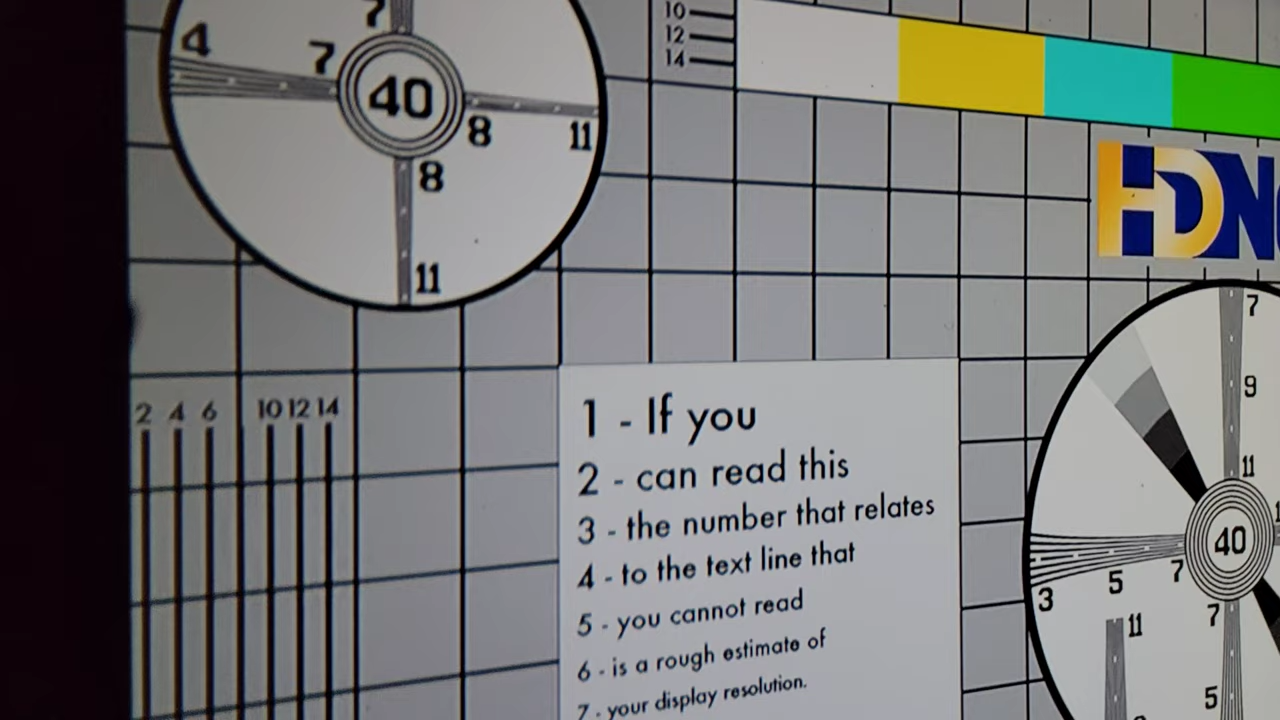 7
4
7
40
8
11
8
11
10
12
14
HDN
2 4 6 10 12 14
1 - If you
2 - can read this
3 - the number that relates
4 - to the text line that
5 - you cannot read
6 - is a rough estimate of
7 - your display resolution.
7
9
11
40
3
5
7
11
7
5